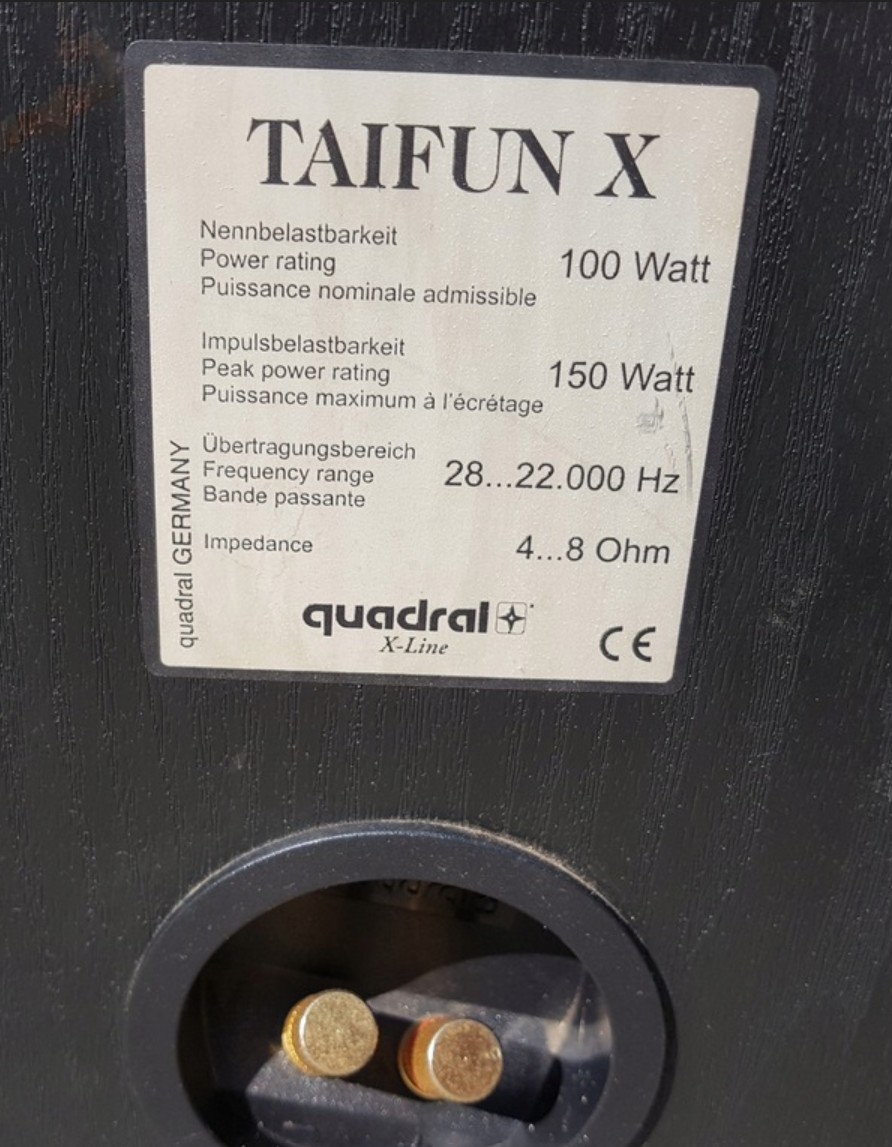 TAIFUN X
Nennbelastbarkeit
Power rating
Puissance nominale admissible
100 Watt
Impulsbelastbarkeit
Peak power rating
Puissance maximum à l'écrétage
150 Watt
Übertragungsbereich
Frequency range
Bande passante
28...22.000 Hz
Impedance
4...8 Ohm
quadral GERMANY
quadral
X-Line
CE